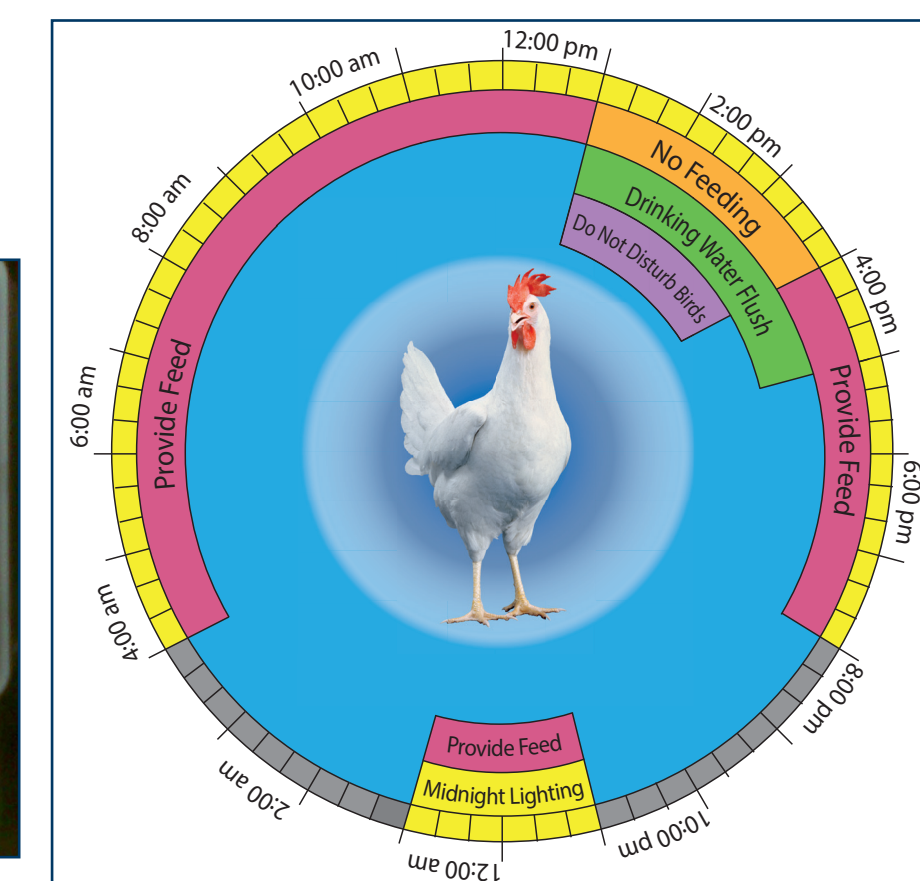 12:00 pm
2:00 pm
4:00 pm
6:00 pm
8:00 pm
10:00 pm
12:00 am
2:00 am
4:00 am
6:00 am
8:00 am
10:00 am
No Feeding
Drinking Water Flush
Do Not Disturb Birds
Provide Feed
Provide Feed
Provide Feed
Midnight Lighting